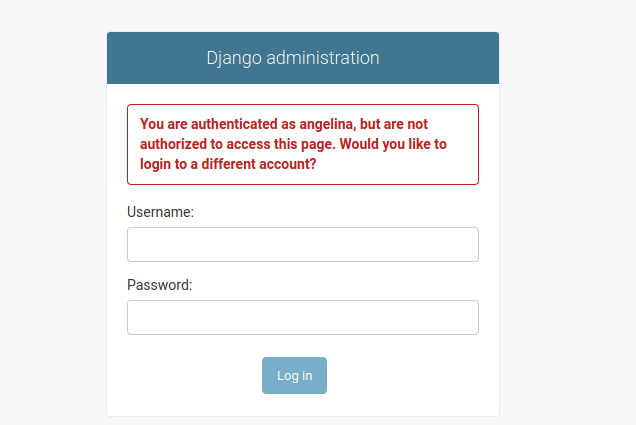 Django administration
You are authenticated as angelina, but are not
authorized to access this page. Would you like to
login to a different account?
Username:
Password:
Log in